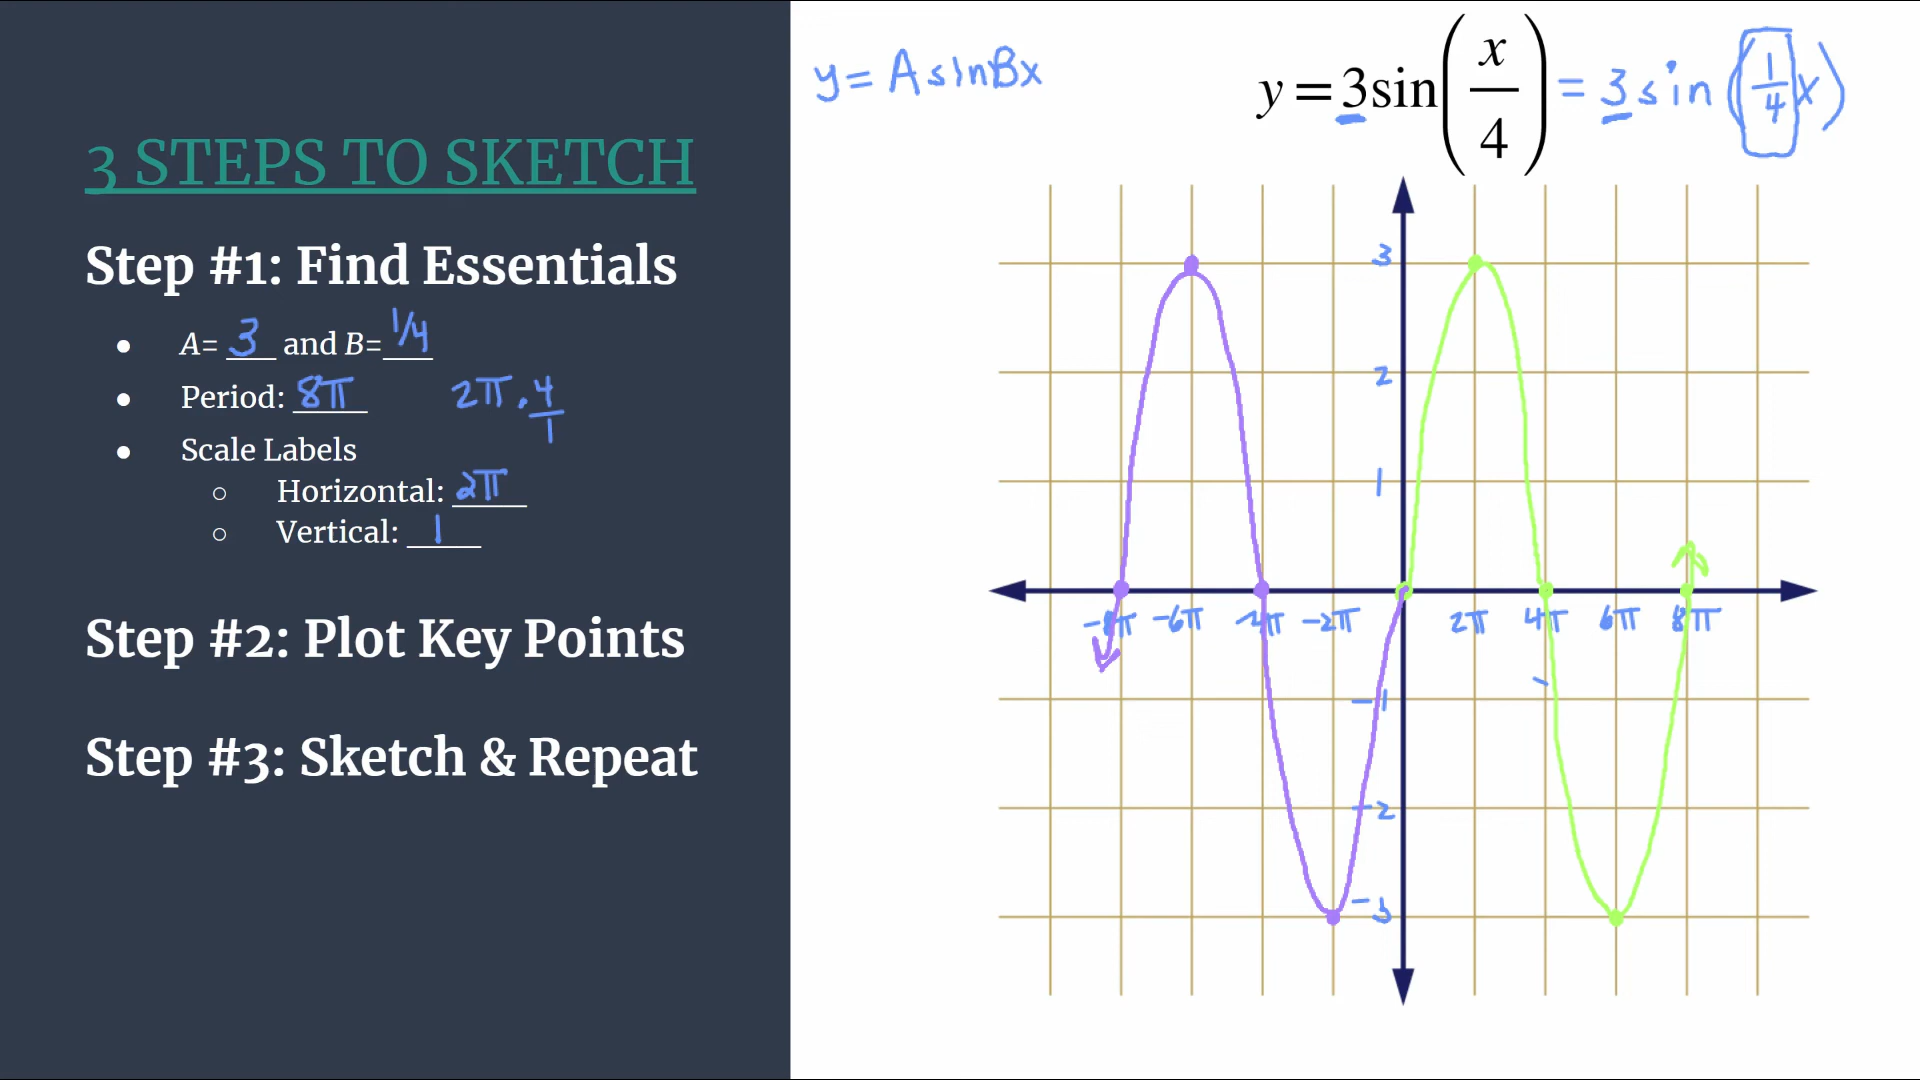 y = A sin Bx
y = 3sin(x/4) = 3 sin(1/4 x)
3 STEPS TO SKETCH
Step #1: Find Essentials
● A= 3 and B= 1/4
● Period: 8π 2π · 4/1
● Scale Labels
○ Horizontal: 2π
○ Vertical: 1
Step #2: Plot Key Points
Step #3: Sketch & Repeat
3
2
1
-8π -6π -2π 2π 4π 6π 8π
-1
-2
-3